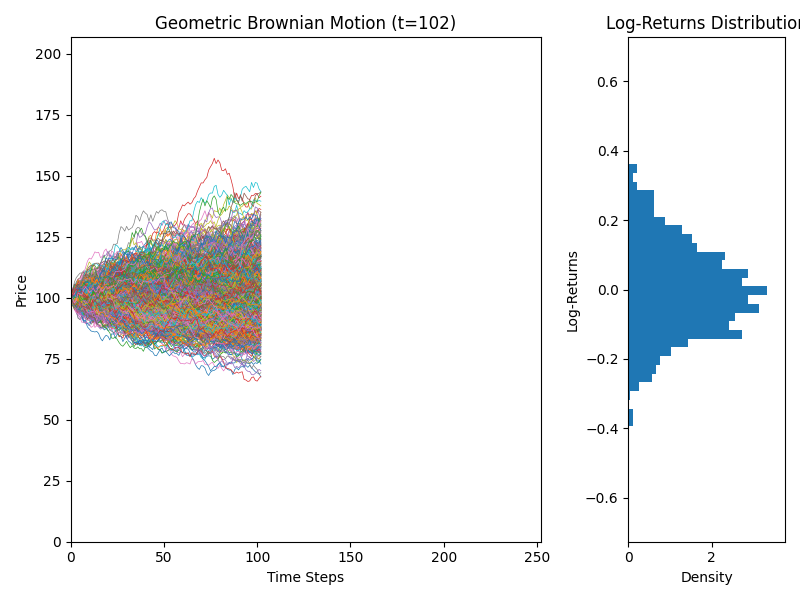 Geometric Brownian Motion (t=102)
200
175
150
125
100
75
50
25
0
Price
0 50 100 150 200 250
Time Steps
Log-Returns Distribution
0.6
0.4
0.2
0.0
−0.2
−0.4
−0.6
Log-Returns
0 2
Density